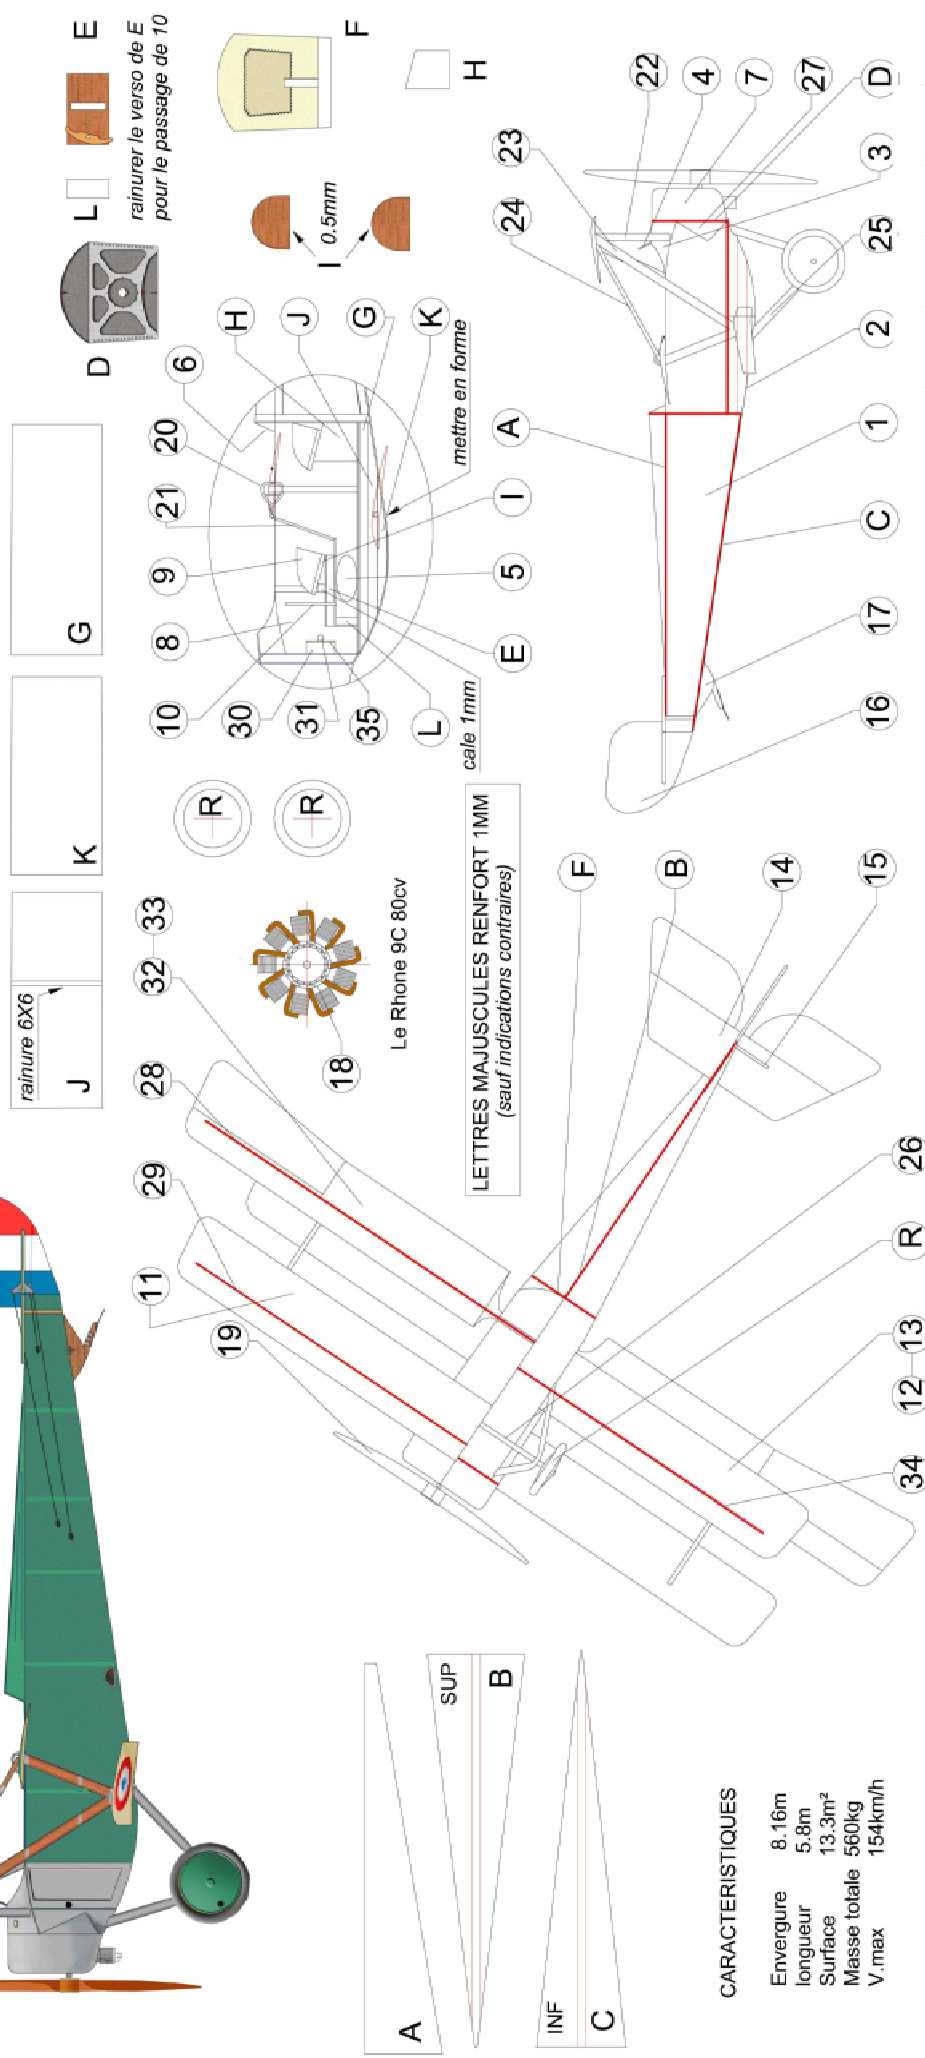 E
L
rainurer le verso de E
pour le passage de 10
F
H
D
I
0.5mm
G
K
rainure 6X6
J
6
20
21
9
8
10
30
31
35
L
H
J
G
K
mettre en forme
I
5
E
cale 1mm
R
R
18
Le Rhone 9C 80cv
LETTRES MAJUSCULES RENFORT 1MM
(sauf indications contraires)
22
4
7
27
D
23
24
3
25
2
A
1
C
17
16
33
32
28
29
11
19
F
B
14
15
26
R
13
12
34
A
SUP
B
INF
C
CARACTERISTIQUES
Envergure 8.16m
longueur 5.8m
Surface 13.3m²
Masse totale 560kg
V.max 154km/h